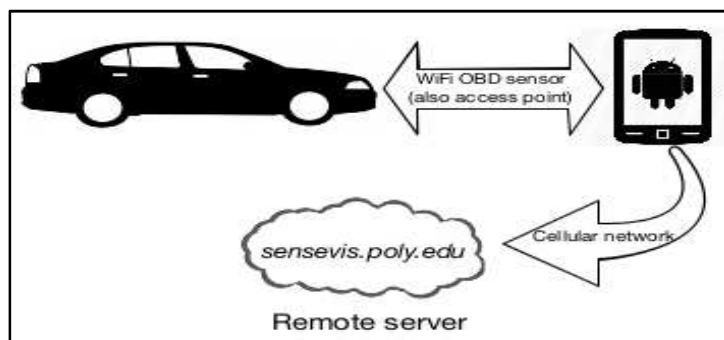 WiFi OBD sensor
(also access point)
Cellular network
sensevis.poly.edu
Remote server